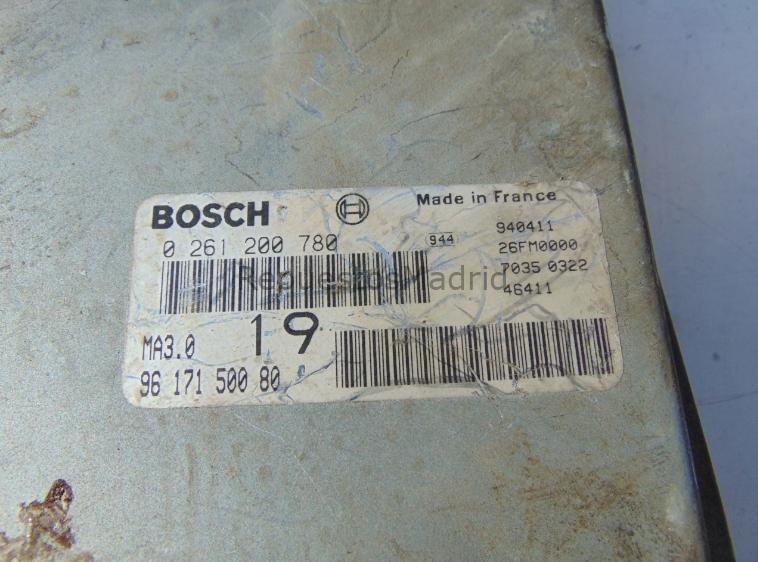 BOSCH
Made in France
0 261 200 780
944
940411
26FM0000
7035 0322
46411
RepuestosMadrid
MA3.0
19
96 171 500 80